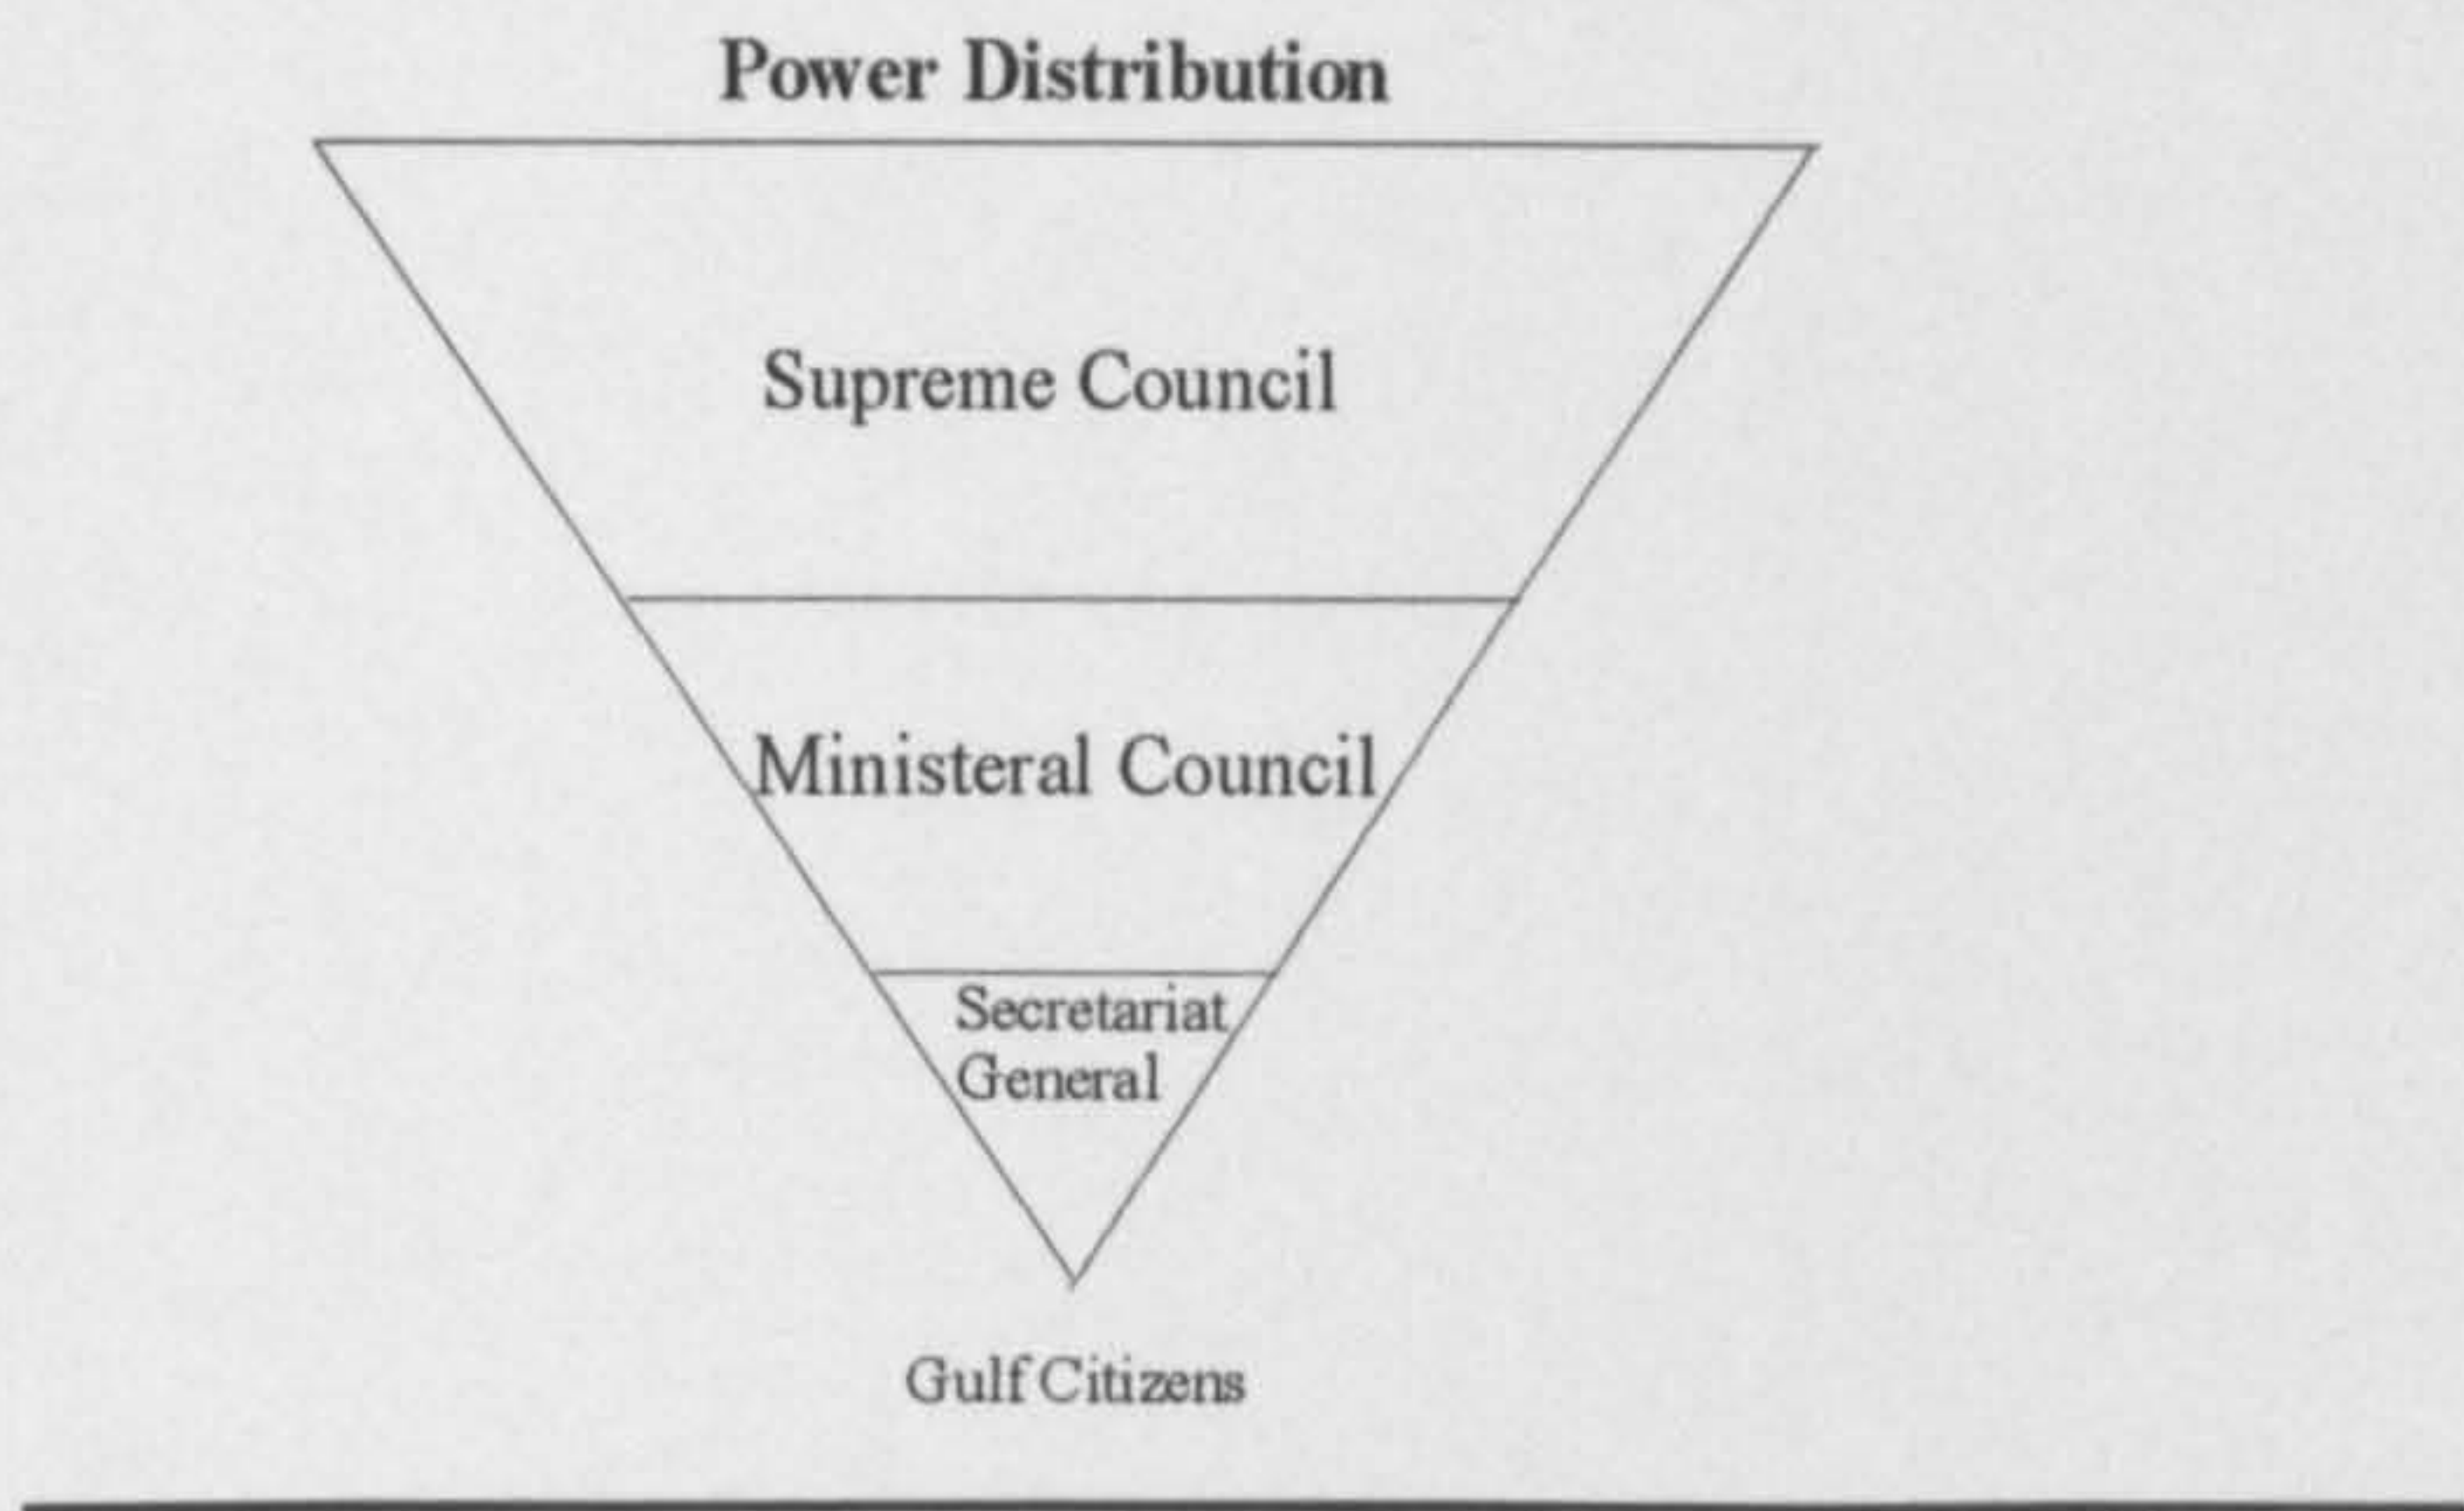 Power Distribution
Supreme Council
Ministeral Council
Secretariat
General
Gulf Citizens